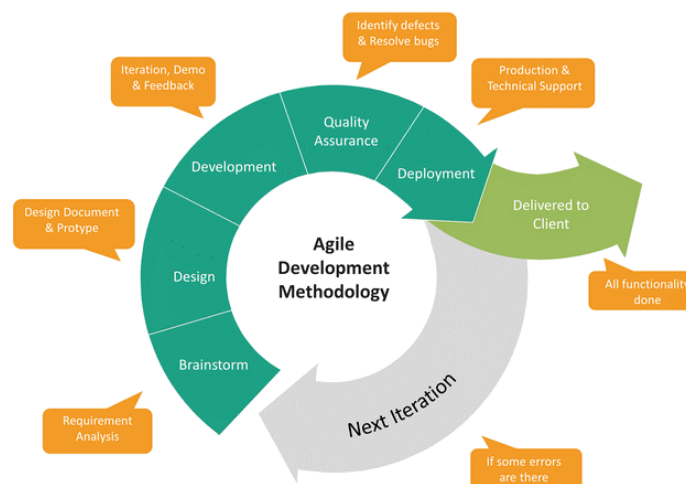 Identify defects
& Resolve bugs
Iteration, Demo
& Feedback
Production &
Technical Support
Quality
Assurance
Development
Deployment
Design Document
& Protype
Delivered to
Client
Agile
Development
Methodology
Design
All functionality
done
Brainstorm
Next Iteration
Requirement
Analysis
If some errors
are there